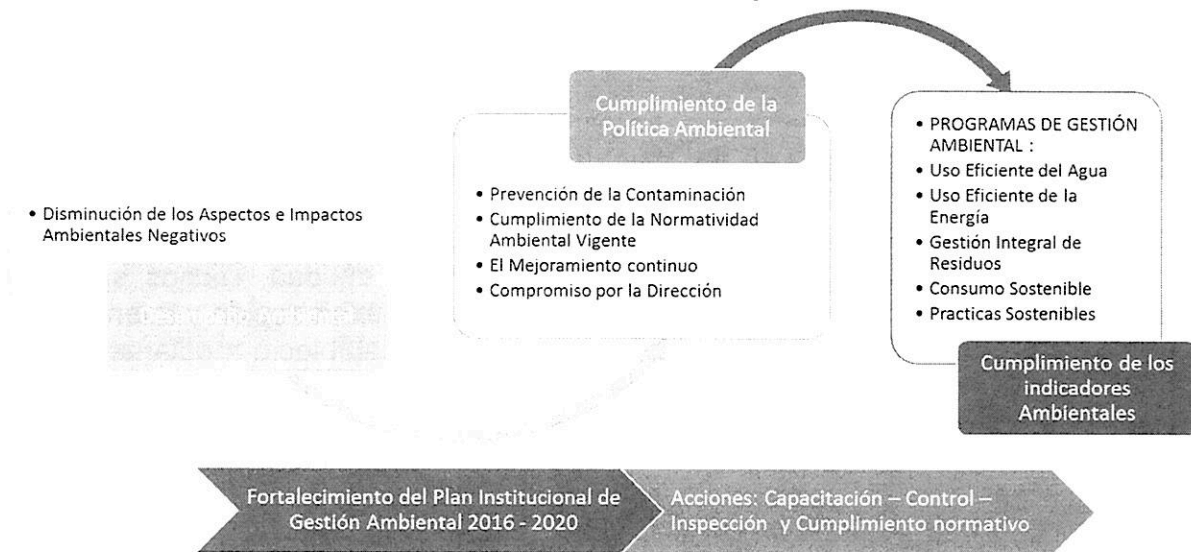 • Disminución de los Aspectos e Impactos
Ambientales Negativos
Cumplimiento de la
Política Ambiental
• Prevención de la Contaminación
• Cumplimiento de la Normatividad
Ambiental Vigente
• El Mejoramiento continuo
• Compromiso por la Dirección
• PROGRAMAS DE GESTIÓN
AMBIENTAL :
• Uso Eficiente del Agua
• Uso Eficiente de la
Energía
• Gestión Integral de
Residuos
• Consumo Sostenible
• Practicas Sostenibles
Cumplimiento de los
indicadores
Ambientales
Fortalecimiento del Plan Institucional de
Gestión Ambiental 2016 - 2020
Acciones: Capacitación – Control –
Inspección y Cumplimiento normativo